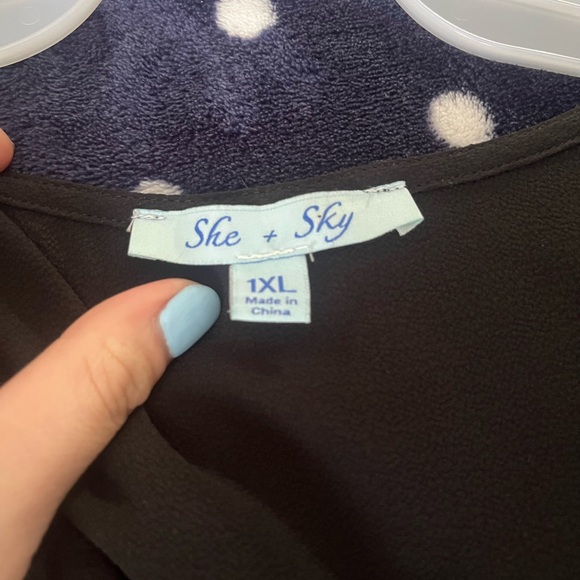 She + Sky
1XL
Made in
China